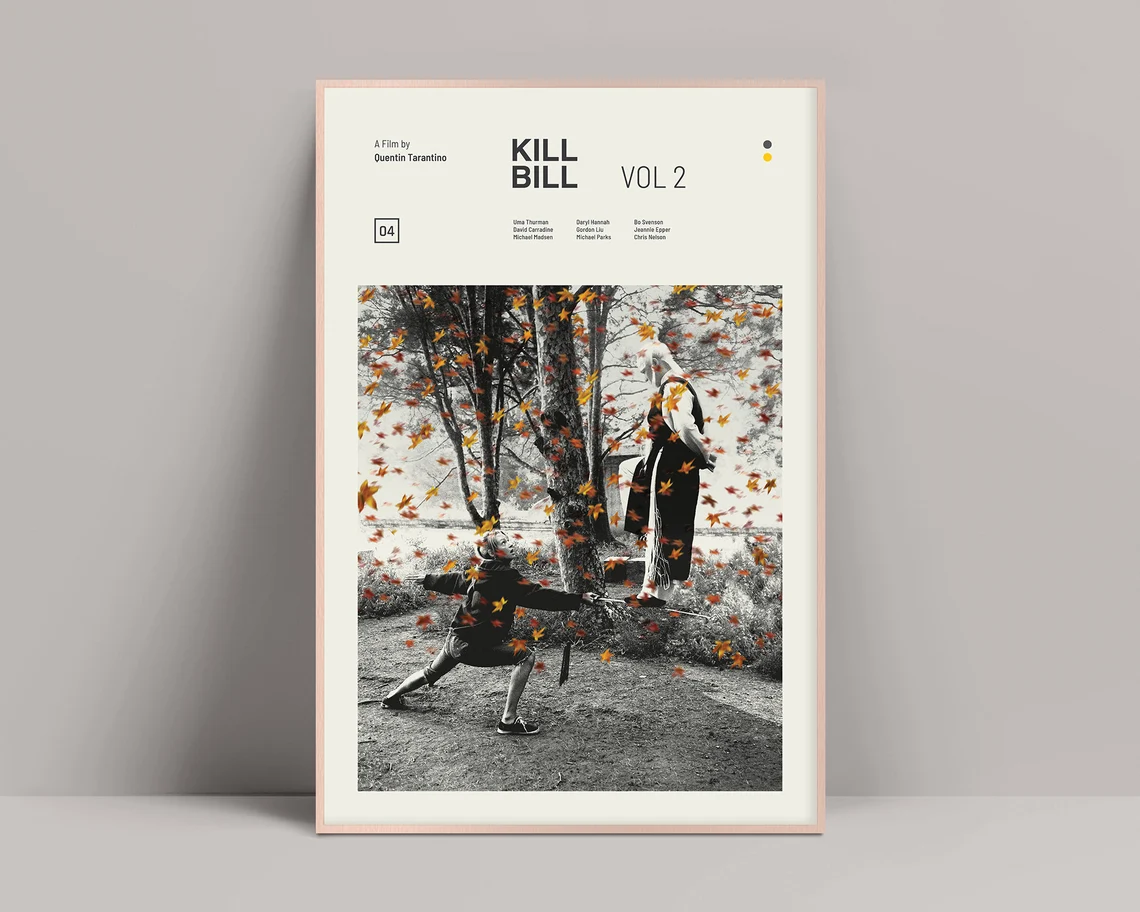 A Film by
Quentin Tarantino
KILL
BILL
VOL 2
04
Uma Thurman
David Carradine
Michael Madsen
Daryl Hannah
Gordon Liu
Michael Parks
Bo Svenson
Jeannie Epper
Chris Nelson